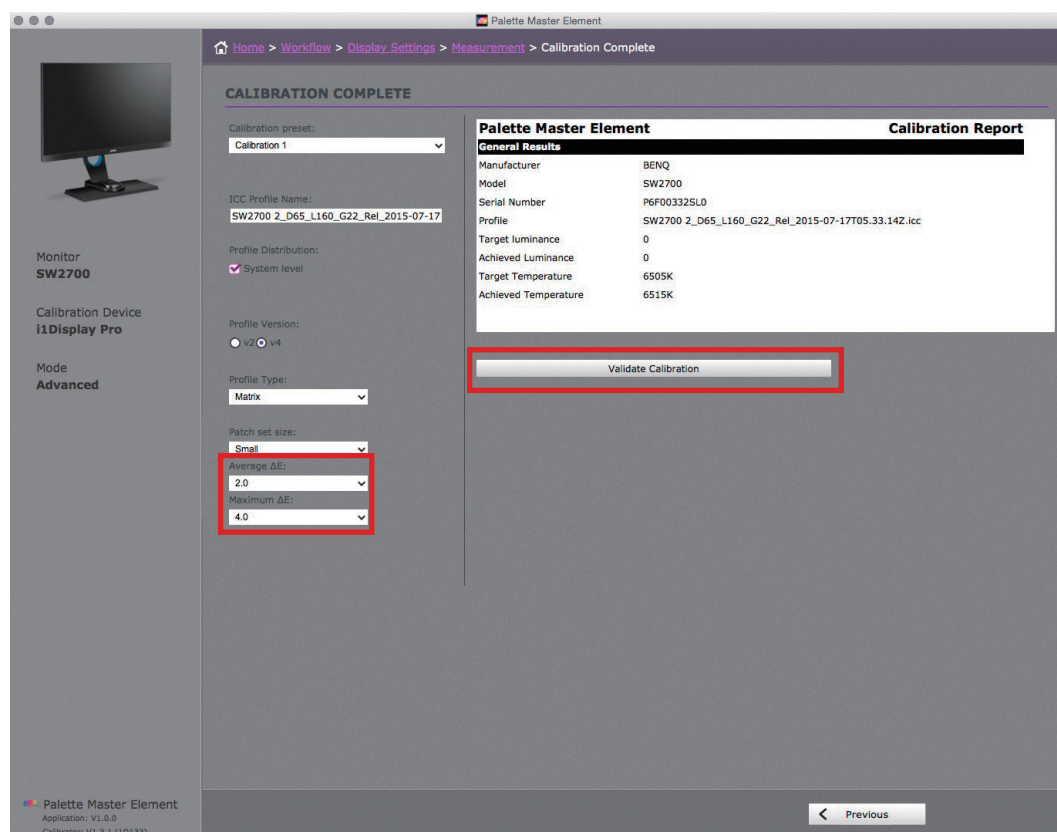 Palette Master Element
Home > Workflow > Display Settings > Measurement > Calibration Complete
CALIBRATION COMPLETE
Calibration preset:
Calibration 1
ICC Profile Name:
SW2700 2_D65_L160_G22_Rel_2015-07-17
Profile Distribution:
System level
Profile Version:
v2 v4
Profile Type:
Matrix
Patch set size:
Small
Average ΔE:
2.0
Maximum ΔE:
4.0
Palette Master Element Calibration Report
General Results
Manufacturer BENQ
Model SW2700
Serial Number P6F00332SL0
Profile SW2700 2_D65_L160_G22_Rel_2015-07-17T05.33.14Z.icc
Target luminance 0
Achieved Luminance 0
Target Temperature 6505K
Achieved Temperature 6515K
Validate Calibration
Monitor
SW2700
Calibration Device
i1Display Pro
Mode
Advanced
Palette Master Element
Application: V1.0.0
Calibrator: V1.3.1 (1D133)
Previous